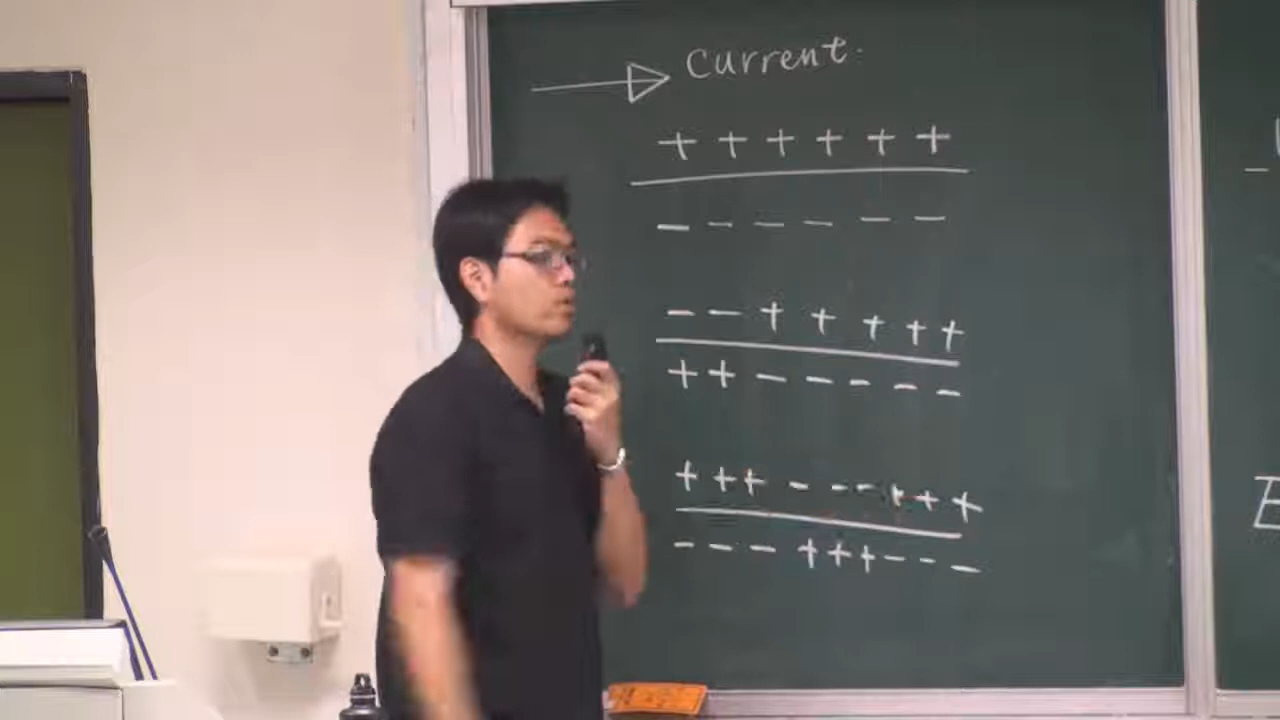 Current.
+ + + + + +
- - - - - -
- - + + + + +
+ + - - - - -
+ + + - - - + + +
- - - + + + - - -
E